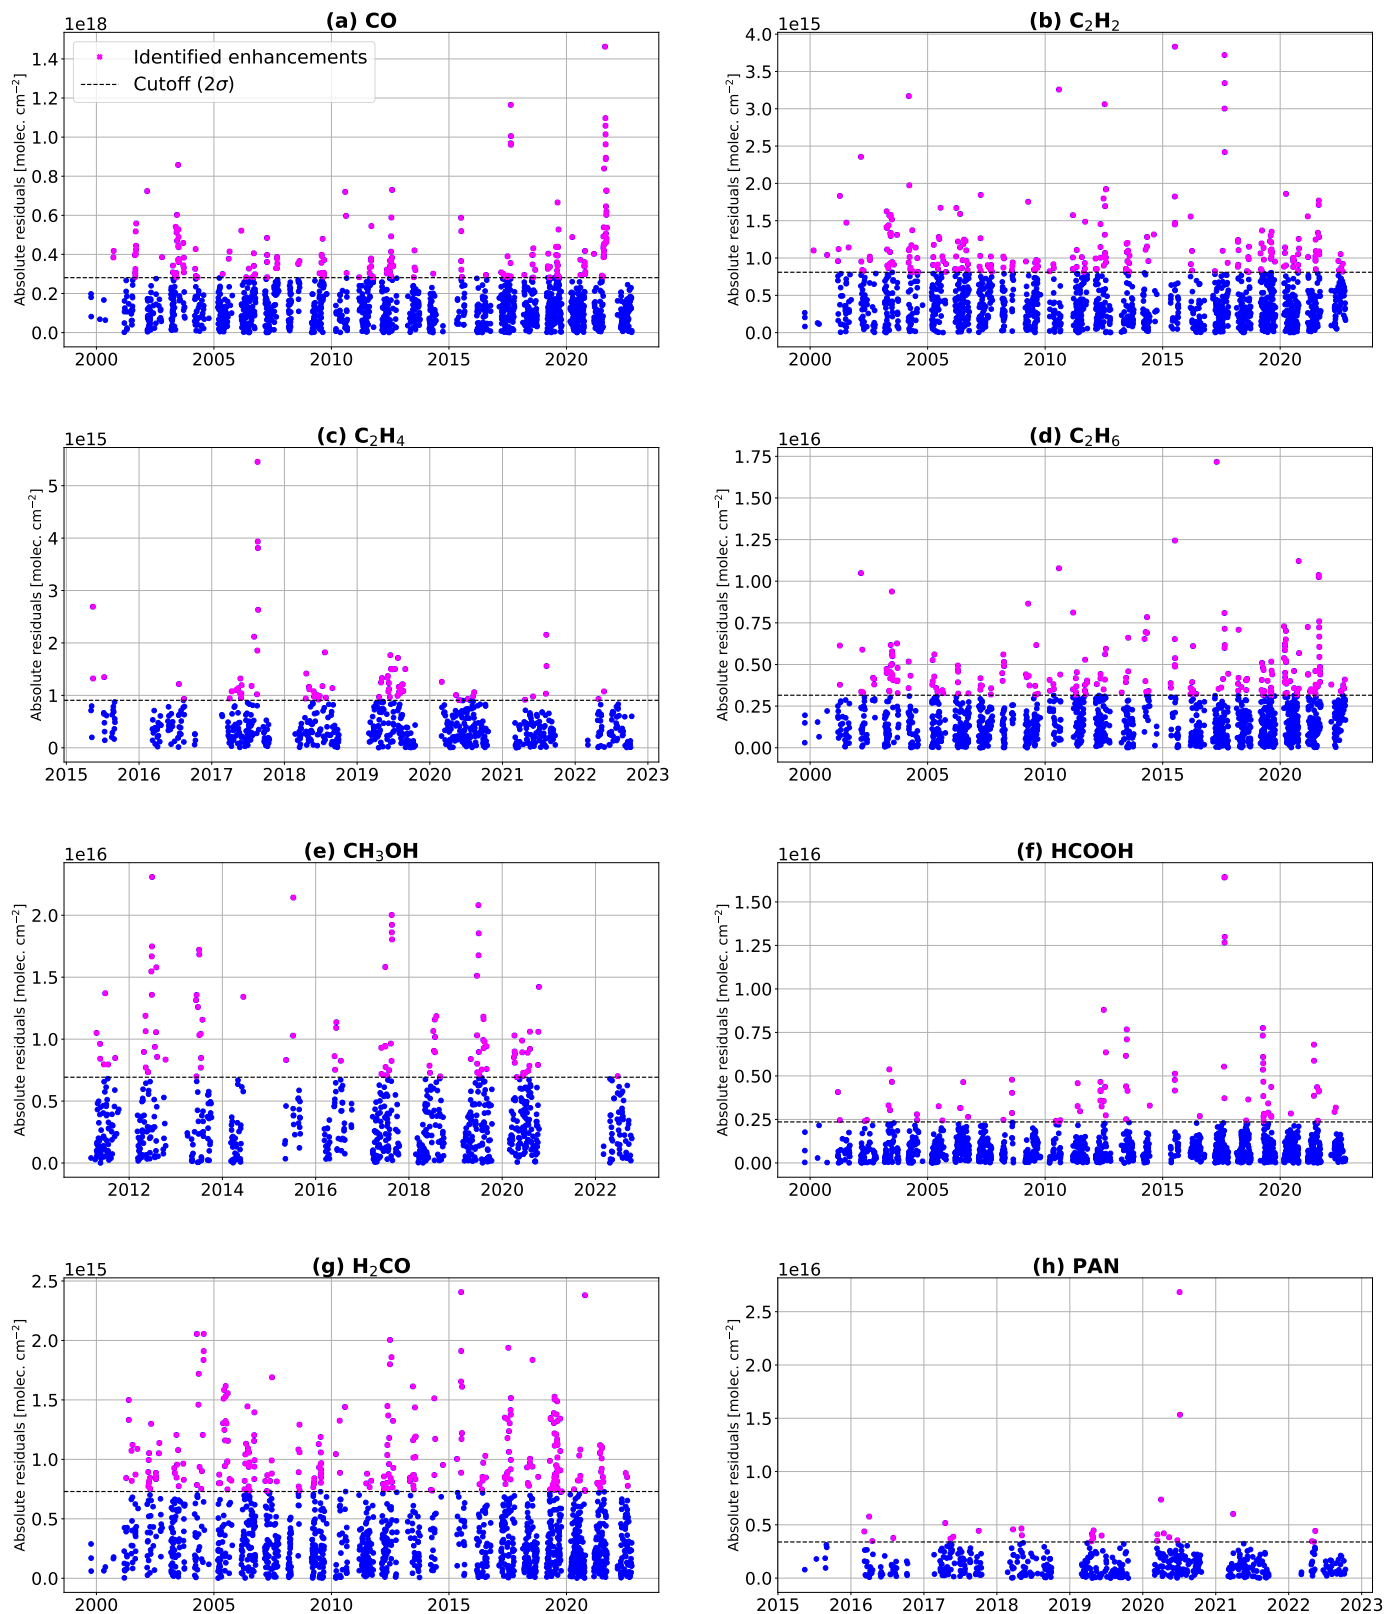 (a) CO
1e18
Identified enhancements
Cutoff (2σ)
Absolute residuals [molec. cm⁻²]
1.4
1.2
1.0
0.8
0.6
0.4
0.2
0.0
2000 2005 2010 2015 2020
(b) C₂H₂
1e15
Absolute residuals [molec. cm⁻²]
4.0
3.5
3.0
2.5
2.0
1.5
1.0
0.5
0.0
2000 2005 2010 2015 2020
(c) C₂H₄
1e15
Absolute residuals [molec. cm⁻²]
5
4
3
2
1
0
2015 2016 2017 2018 2019 2020 2021 2022 2023
(d) C₂H₆
1e16
Absolute residuals [molec. cm⁻²]
1.75
1.50
1.25
1.00
0.75
0.50
0.25
0.00
2000 2005 2010 2015 2020
(e) CH₃OH
1e16
Absolute residuals [molec. cm⁻²]
2.0
1.5
1.0
0.5
0.0
2012 2014 2016 2018 2020 2022
(f) HCOOH
1e16
Absolute residuals [molec. cm⁻²]
1.50
1.25
1.00
0.75
0.50
0.25
0.00
2000 2005 2010 2015 2020
(g) H₂CO
1e15
Absolute residuals [molec. cm⁻²]
2.5
2.0
1.5
1.0
0.5
0.0
2000 2005 2010 2015 2020
(h) PAN
1e16
Absolute residuals [molec. cm⁻²]
2.5
2.0
1.5
1.0
0.5
0.0
2015 2016 2017 2018 2019 2020 2021 2022 2023